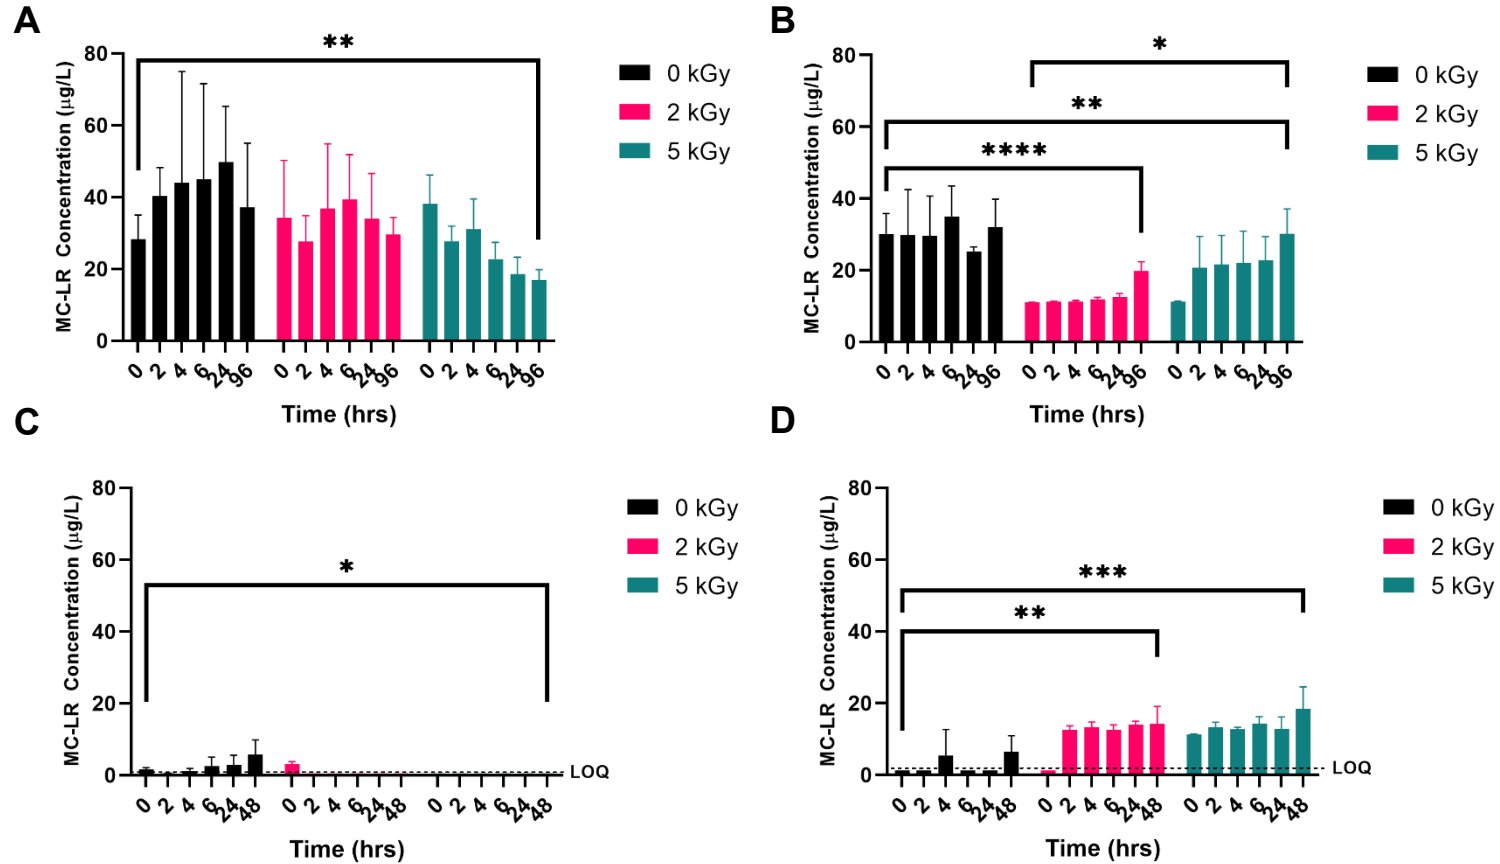 A
**
MC-LR Concentration (µg/L)
80
60
40
20
0
0 2 4 6 24 96 0 2 4 6 24 96 0 2 4 6 24 96
Time (hrs)
0 kGy
2 kGy
5 kGy
B
*
**
****
MC-LR Concentration (µg/L)
80
60
40
20
0
0 2 4 6 24 96 0 2 4 6 24 96 0 2 4 6 24 96
Time (hrs)
0 kGy
2 kGy
5 kGy
C
*
MC-LR Concentration (µg/L)
80
60
40
20
0
LOQ
0 2 4 6 24 48 0 2 4 6 24 48 0 2 4 6 24 48
Time (hrs)
0 kGy
2 kGy
5 kGy
D
***
**
MC-LR Concentration (µg/L)
80
60
40
20
0
LOQ
0 2 4 6 24 48 0 2 4 6 24 48 0 2 4 6 24 48
Time (hrs)
0 kGy
2 kGy
5 kGy